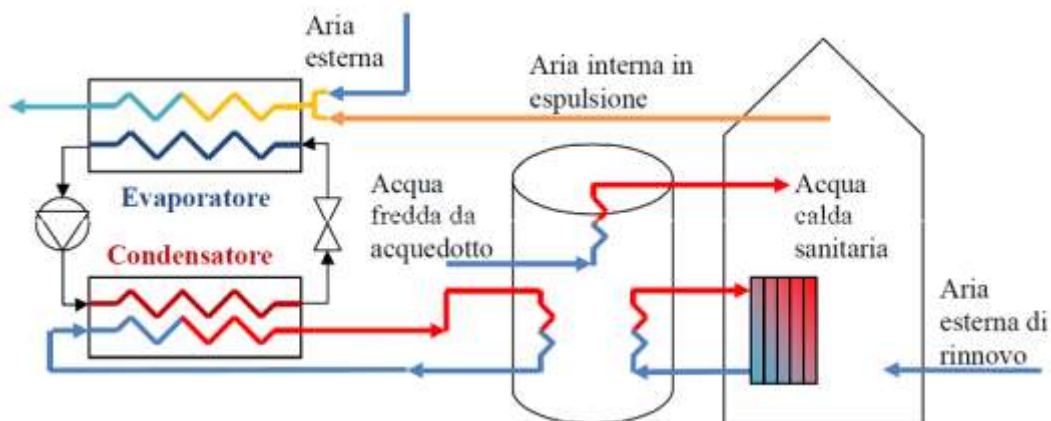 Aria
esterna
Aria interna in
espulsione
Evaporatore
Acqua
fredda da
acquedotto
Acqua
calda
sanitaria
Condensatore
Aria
esterna di
rinnovo